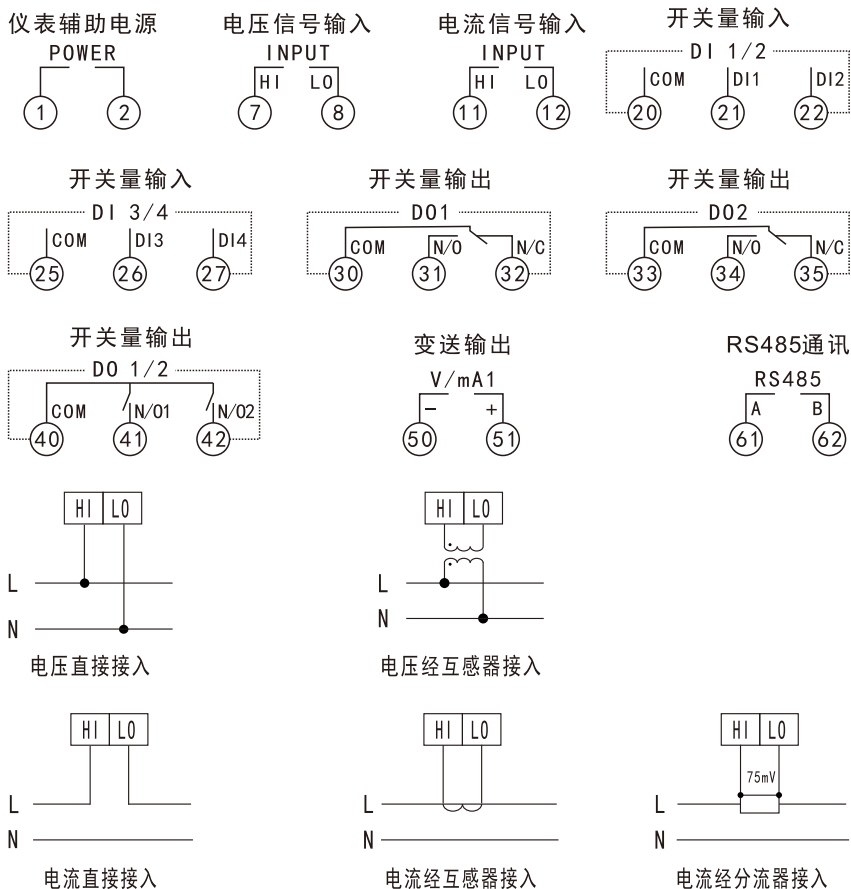 仪表辅助电源 电压信号输入 电流信号输入 开关量输入
POWER INPUT INPUT DI 1/2
HI LO HI LO COM DI1 DI2
1 2 7 8 11 12 20 21 22
开关量输入 开关量输出 开关量输出
DI 3/4 DO1 DO2
COM DI3 DI4 COM N/O N/C COM N/O N/C
25 26 27 30 31 32 33 34 35
开关量输出 变送输出 RS485通讯
DO 1/2 V/mA1 RS485
COM N/O1 N/O2 − + A B
40 41 42 50 51 61 62
HI LO HI LO
L L
N N
电压直接接入 电压经互感器接入
HI LO HI LO HI LO
75mV
L L L
N N N
电流直接接入 电流经互感器接入 电流经分流器接入